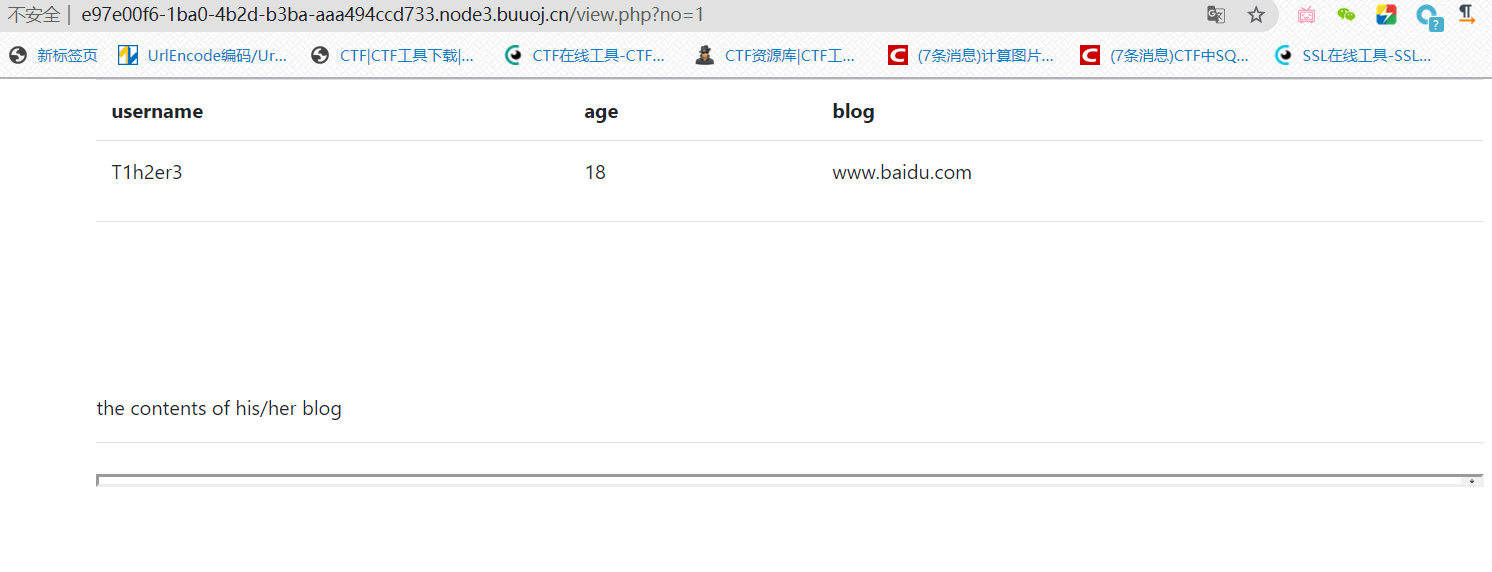 不安全 | e97e00f6-1ba0-4b2d-b3ba-aaa494ccd733.node3.buuoj.cn/view.php?no=1
新标签页 UrlEncode编码/Ur... CTF|CTF工具下载|... CTF在线工具-CTF... CTF资源库|CTF工... (7条消息)计算图片... (7条消息)CTF中SQ... SSL在线工具-SSL...
username age blog
T1h2er3 18 www.baidu.com
the contents of his/her blog